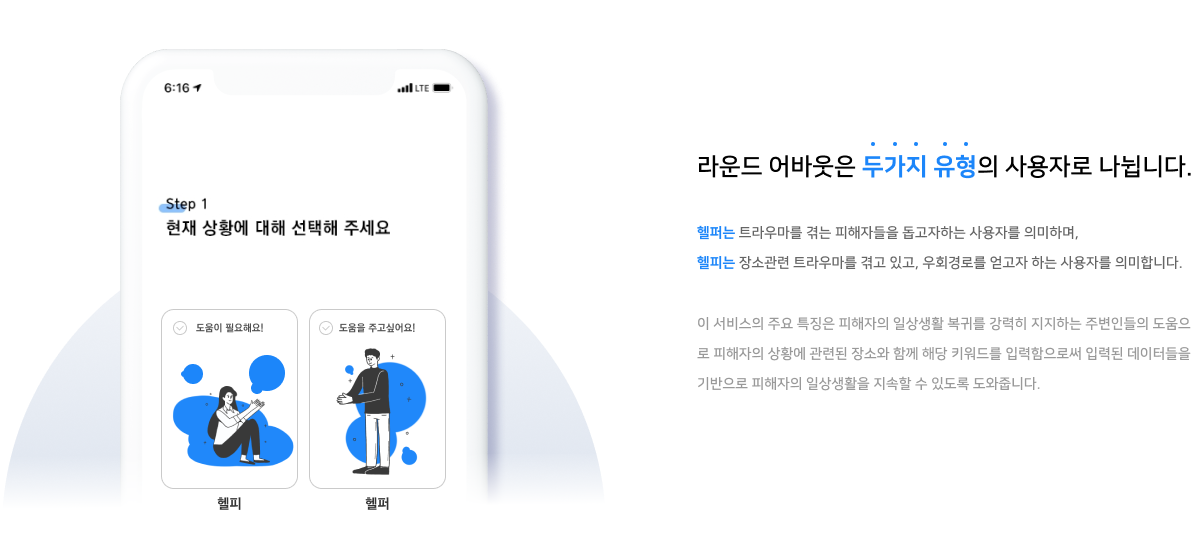 6:16
LTE
Step 1
현재 상황에 대해 선택해 주세요
도움이 필요해요!
도움을 주고싶어요!
헬피
헬퍼
라운드 어바웃은 두가지 유형의 사용자로 나뉩니다.
헬퍼는 트라우마를 겪는 피해자들을 돕고자하는 사용자를 의미하며,
헬피는 장소관련 트라우마를 겪고 있고, 우회경로를 얻고자 하는 사용자를 의미합니다.
이 서비스의 주요 특징은 피해자의 일상생활 복귀를 강력히 지지하는 주변인들의 도움으
로 피해자의 상황에 관련된 장소와 함께 해당 키워드를 입력함으로써 입력된 데이터들을
기반으로 피해자의 일상생활을 지속할 수 있도록 도와줍니다.